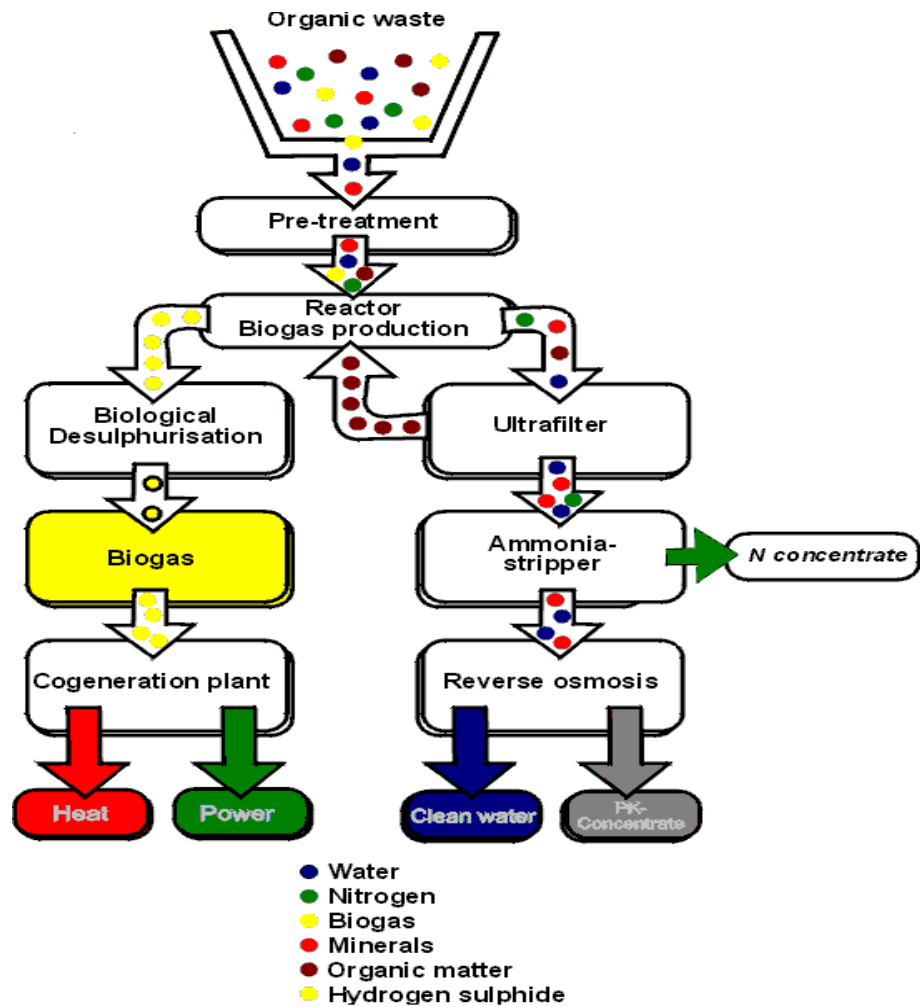 Organic waste
Pre-treatment
Reactor
Biogas production
Biological
Desulphurisation
Ultrafilter
Biogas
Ammonia-
stripper
N concentrate
Cogeneration plant
Reverse osmosis
Heat
Power
Clean water
PK-
Concentrate
Water
Nitrogen
Biogas
Minerals
Organic matter
Hydrogen sulphide